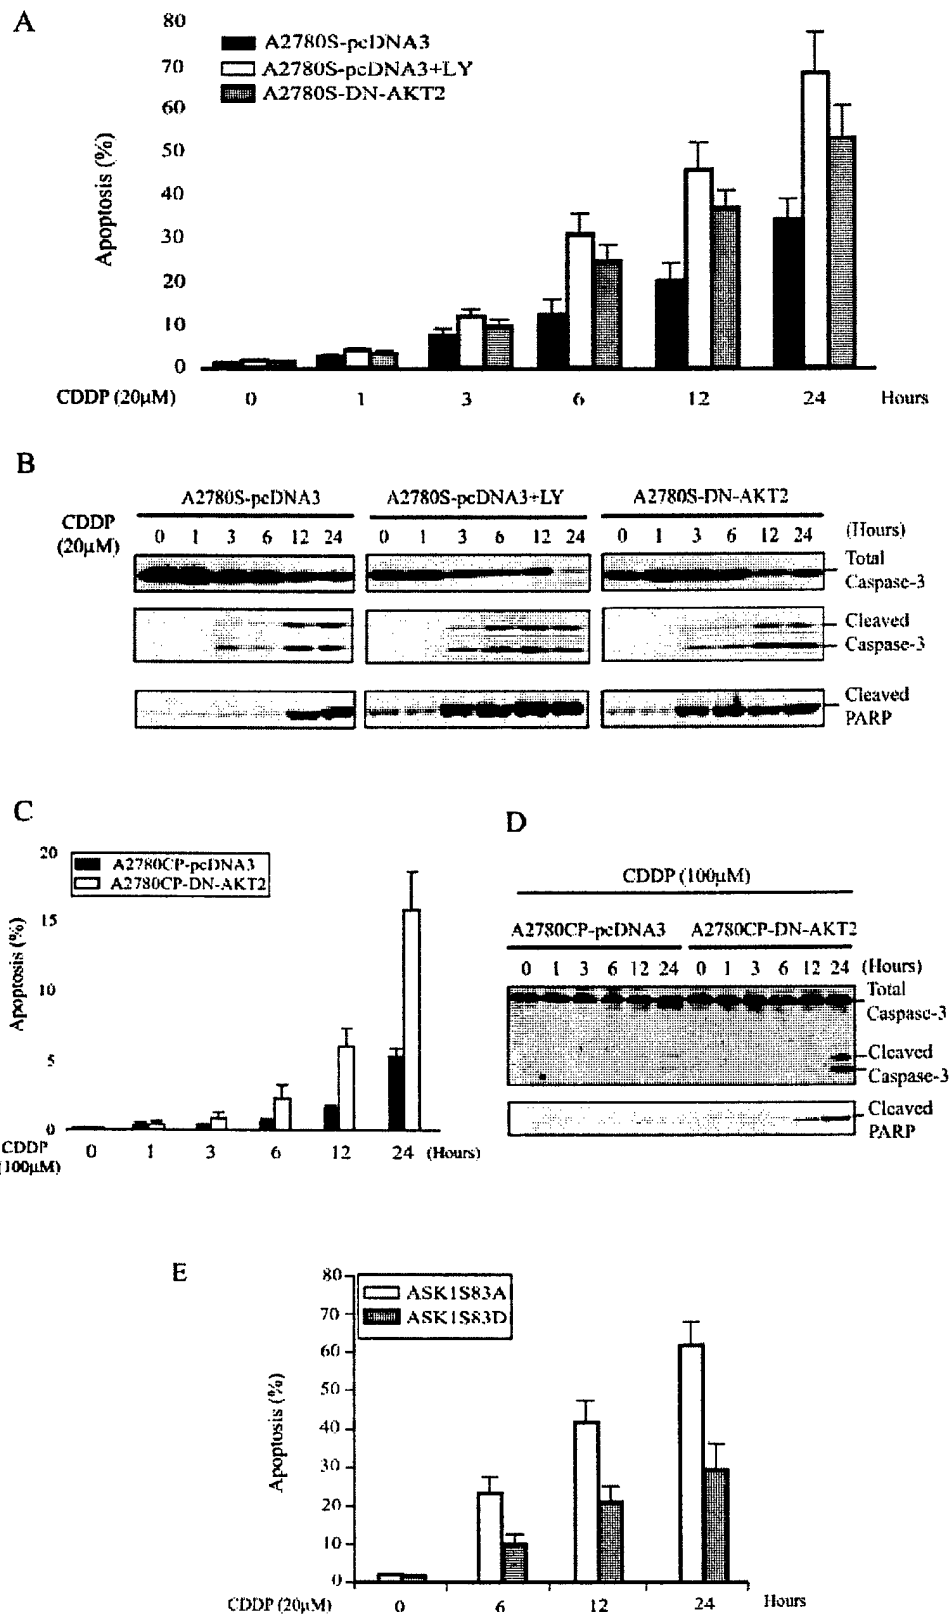 A
80
70
60
50
40
30
20
10
0
Apoptosis (%)
A2780S-pcDNA3
A2780S-pcDNA3+LY
A2780S-DN-AKT2
CDDP (20μM) 0 1 3 6 12 24 Hours
B
A2780S-pcDNA3 A2780S-pcDNA3+LY A2780S-DN-AKT2
CDDP
(20μM)
0 1 3 6 12 24 0 1 3 6 12 24 0 1 3 6 12 24 (Hours)
Total
Caspase-3
Cleaved
Caspase-3
Cleaved
PARP
C
20
15
10
5
0
Apoptosis (%)
A2780CP-pcDNA3
A2780CP-DN-AKT2
CDDP
(100μM)
0 1 3 6 12 24 (Hours)
D
CDDP (100μM)
A2780CP-pcDNA3 A2780CP-DN-AKT2
0 1 3 6 12 24 0 1 3 6 12 24 (Hours)
Total
Caspase-3
Cleaved
Caspase-3
Cleaved
PARP
E
80
70
60
50
40
30
20
10
0
Apoptosis (%)
ASK1S83A
ASK1S83D
CDDP (20μM) 0 6 12 24 Hours